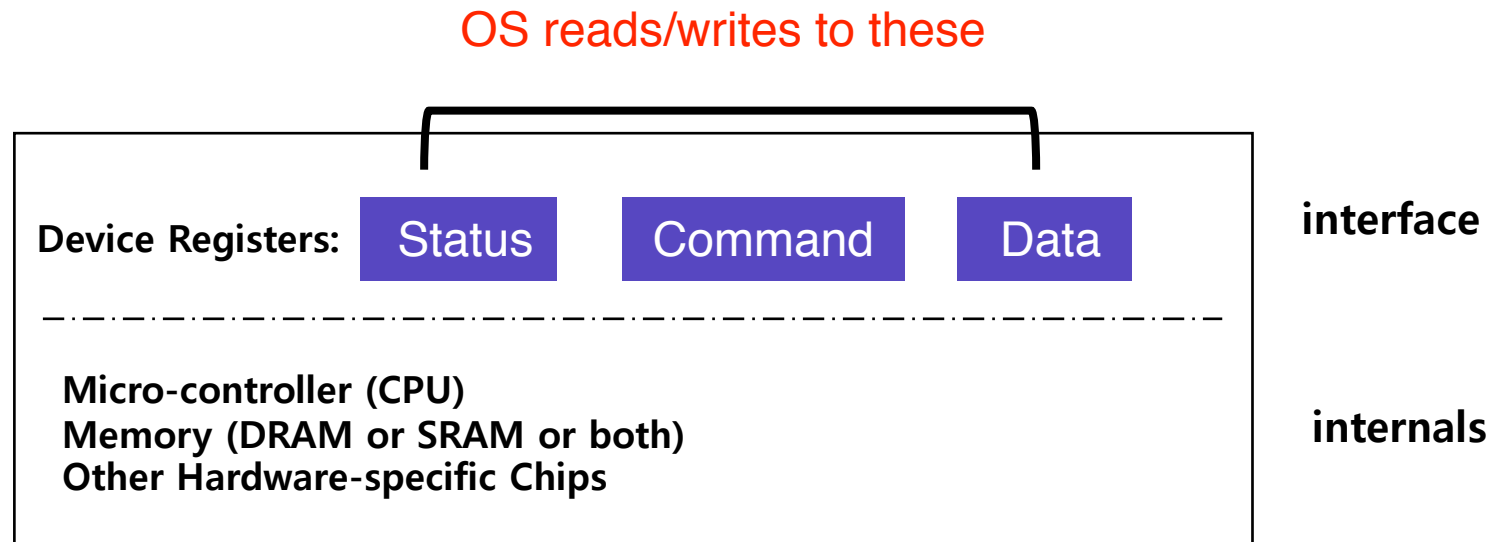 OS reads/writes to these
Device Registers: Status Command Data
interface
Micro-controller (CPU)
Memory (DRAM or SRAM or both)
Other Hardware-specific Chips
internals